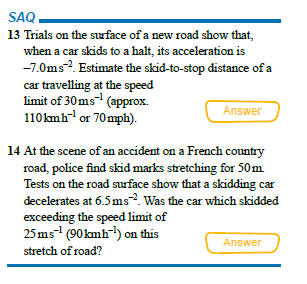 SAQ
13 Trials on the surface of a new road show that,
when a car skids to a halt, its acceleration is
–7.0 m s⁻². Estimate the skid-to-stop distance of a
car travelling at the speed
limit of 30 m s⁻¹ (approx.
110 km h⁻¹ or 70 mph).
Answer
14 At the scene of an accident on a French country
road, police find skid marks stretching for 50 m.
Tests on the road surface show that a skidding car
decelerates at 6.5 m s⁻². Was the car which skidded
exceeding the speed limit of
25 m s⁻¹ (90 km h⁻¹) on this
stretch of road?
Answer